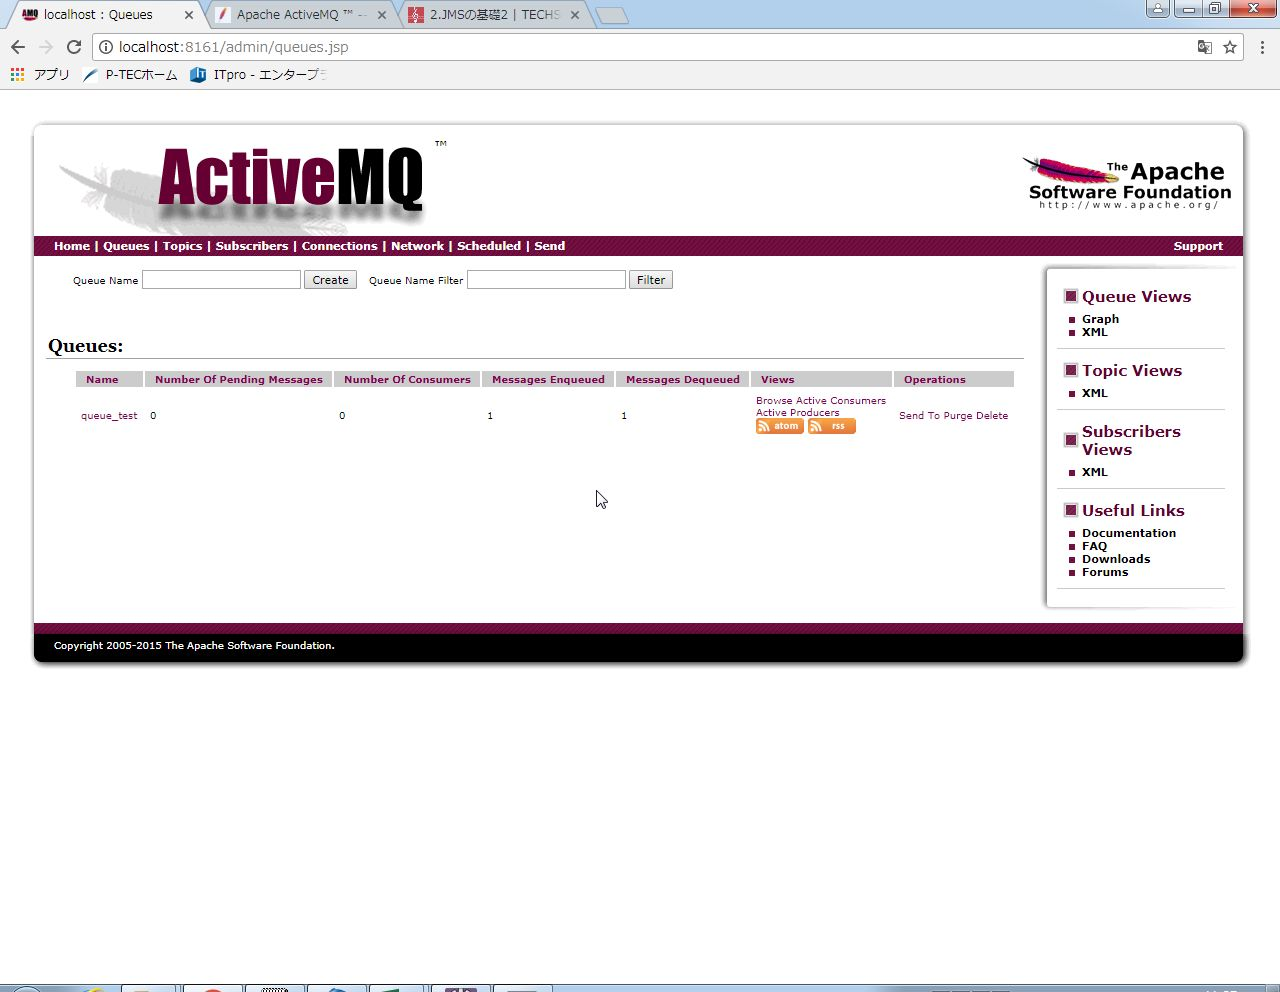 localhost : Queues
Apache ActiveMQ ™ --
2.JMSの基礎2 | TECHS
localhost:8161/admin/queues.jsp
アプリ
P-TECホーム
ITpro - エンタープラ
ActiveMQ ™
The Apache
Software Foundation
http://www.apache.org/
Home | Queues | Topics | Subscribers | Connections | Network | Scheduled | Send
Support
Queue Name
Create
Queue Name Filter
Filter
Queues:
Name
Number Of Pending Messages
Number Of Consumers
Messages Enqueued
Messages Dequeued
Views
Operations
queue_test
0
0
1
1
Browse Active Consumers
Active Producers
atom
rss
Send To Purge Delete
Queue Views
Graph
XML
Topic Views
XML
Subscribers
Views
XML
Useful Links
Documentation
FAQ
Downloads
Forums
Copyright 2005-2015 The Apache Software Foundation.